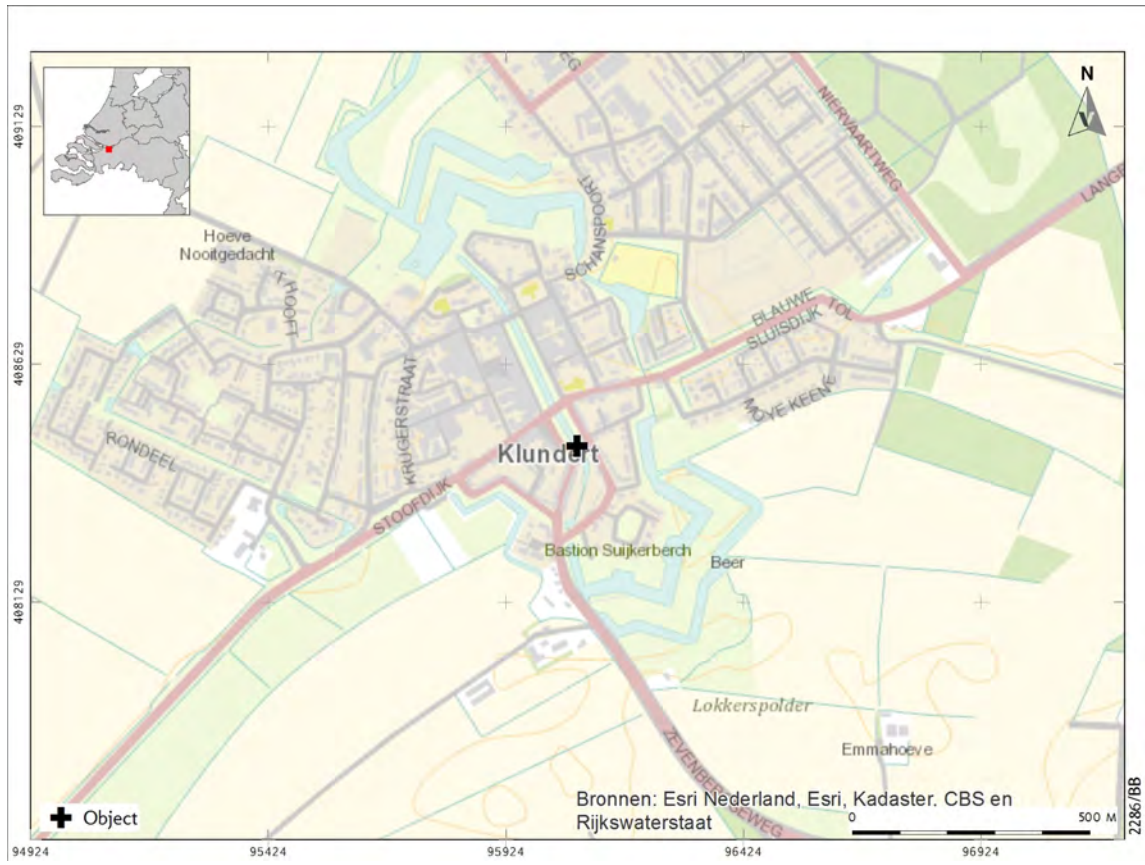 N
WEG
409129
NIERVAARTWEG
LANGE
SCHANSPOORT
Hoeve
Nooitgedacht
'T HOOFT
BLAUWE
SLUISDIJK
TOL
408629
MOYE KEENE
KRUGERSTRAAT
RONDEEL
Klundert
STOOFDIJK
Bastion Suijkerberch
Beer
408129
Lokkerspolder
Emmahoeve
ZEVENBERGSEWEG
Object
Bronnen: Esri Nederland, Esri, Kadaster. CBS en
Rijkswaterstaat
0
500 M
2286/BB
94924
95424
95924
96424
96924